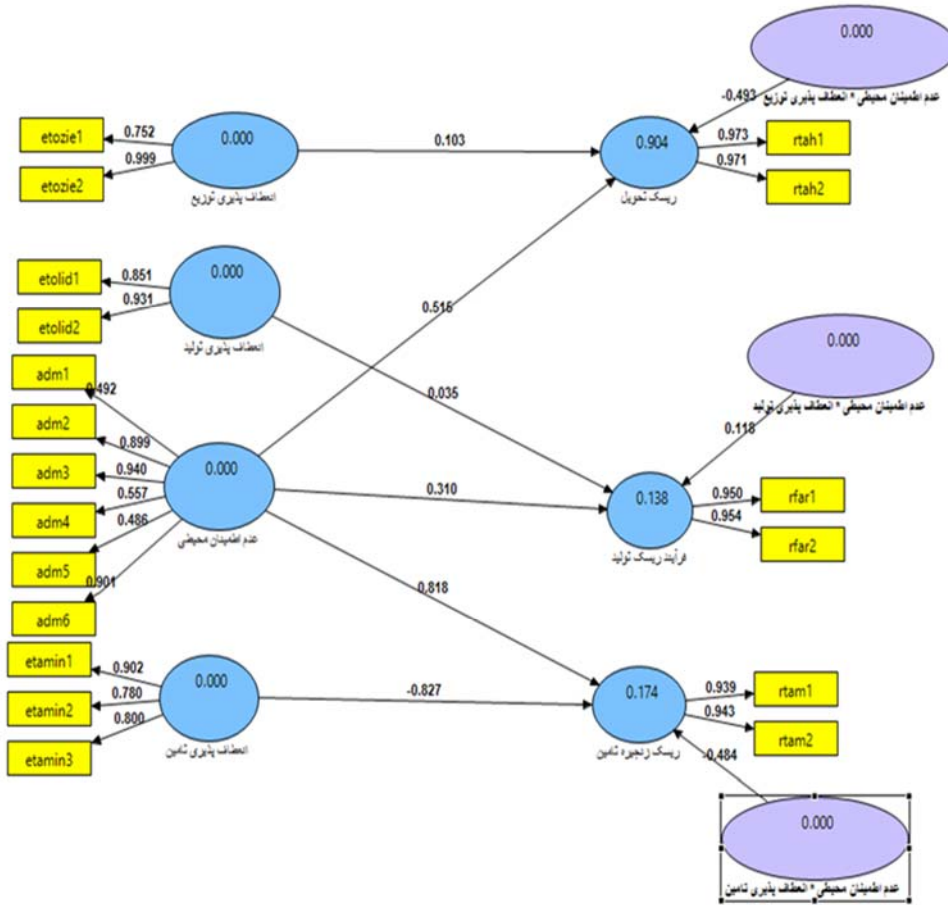 0.000
عدم اطمینان محیطی * انعطاف پذیری توزیع
-0.493
etozie1
0.752
etozie2
0.999
0.000
انعطاف پذیری توزیع
0.103
0.904
ریسک تحویل
0.973
rtah1
0.971
rtah2
etolid1
0.851
etolid2
0.931
0.000
انعطاف پذیری تولید
0.515
0.035
0.000
عدم اطمینان محیطی * انعطاف پذیری تولید
0.118
adm1
0.492
adm2
0.899
adm3
0.940
adm4
0.557
adm5
0.486
adm6
0.901
0.000
عدم اطمینان محیطی
0.310
0.138
فرآیند ریسک تولید
0.950
rfar1
0.954
rfar2
0.818
etamin1
0.902
etamin2
0.780
etamin3
0.800
0.000
انعطاف پذیری تامین
-0.827
0.174
ریسک زنجیره تامین
0.939
rtam1
0.943
rtam2
-0.484
0.000
عدم اطمینان محیطی * انعطاف پذیری تامین